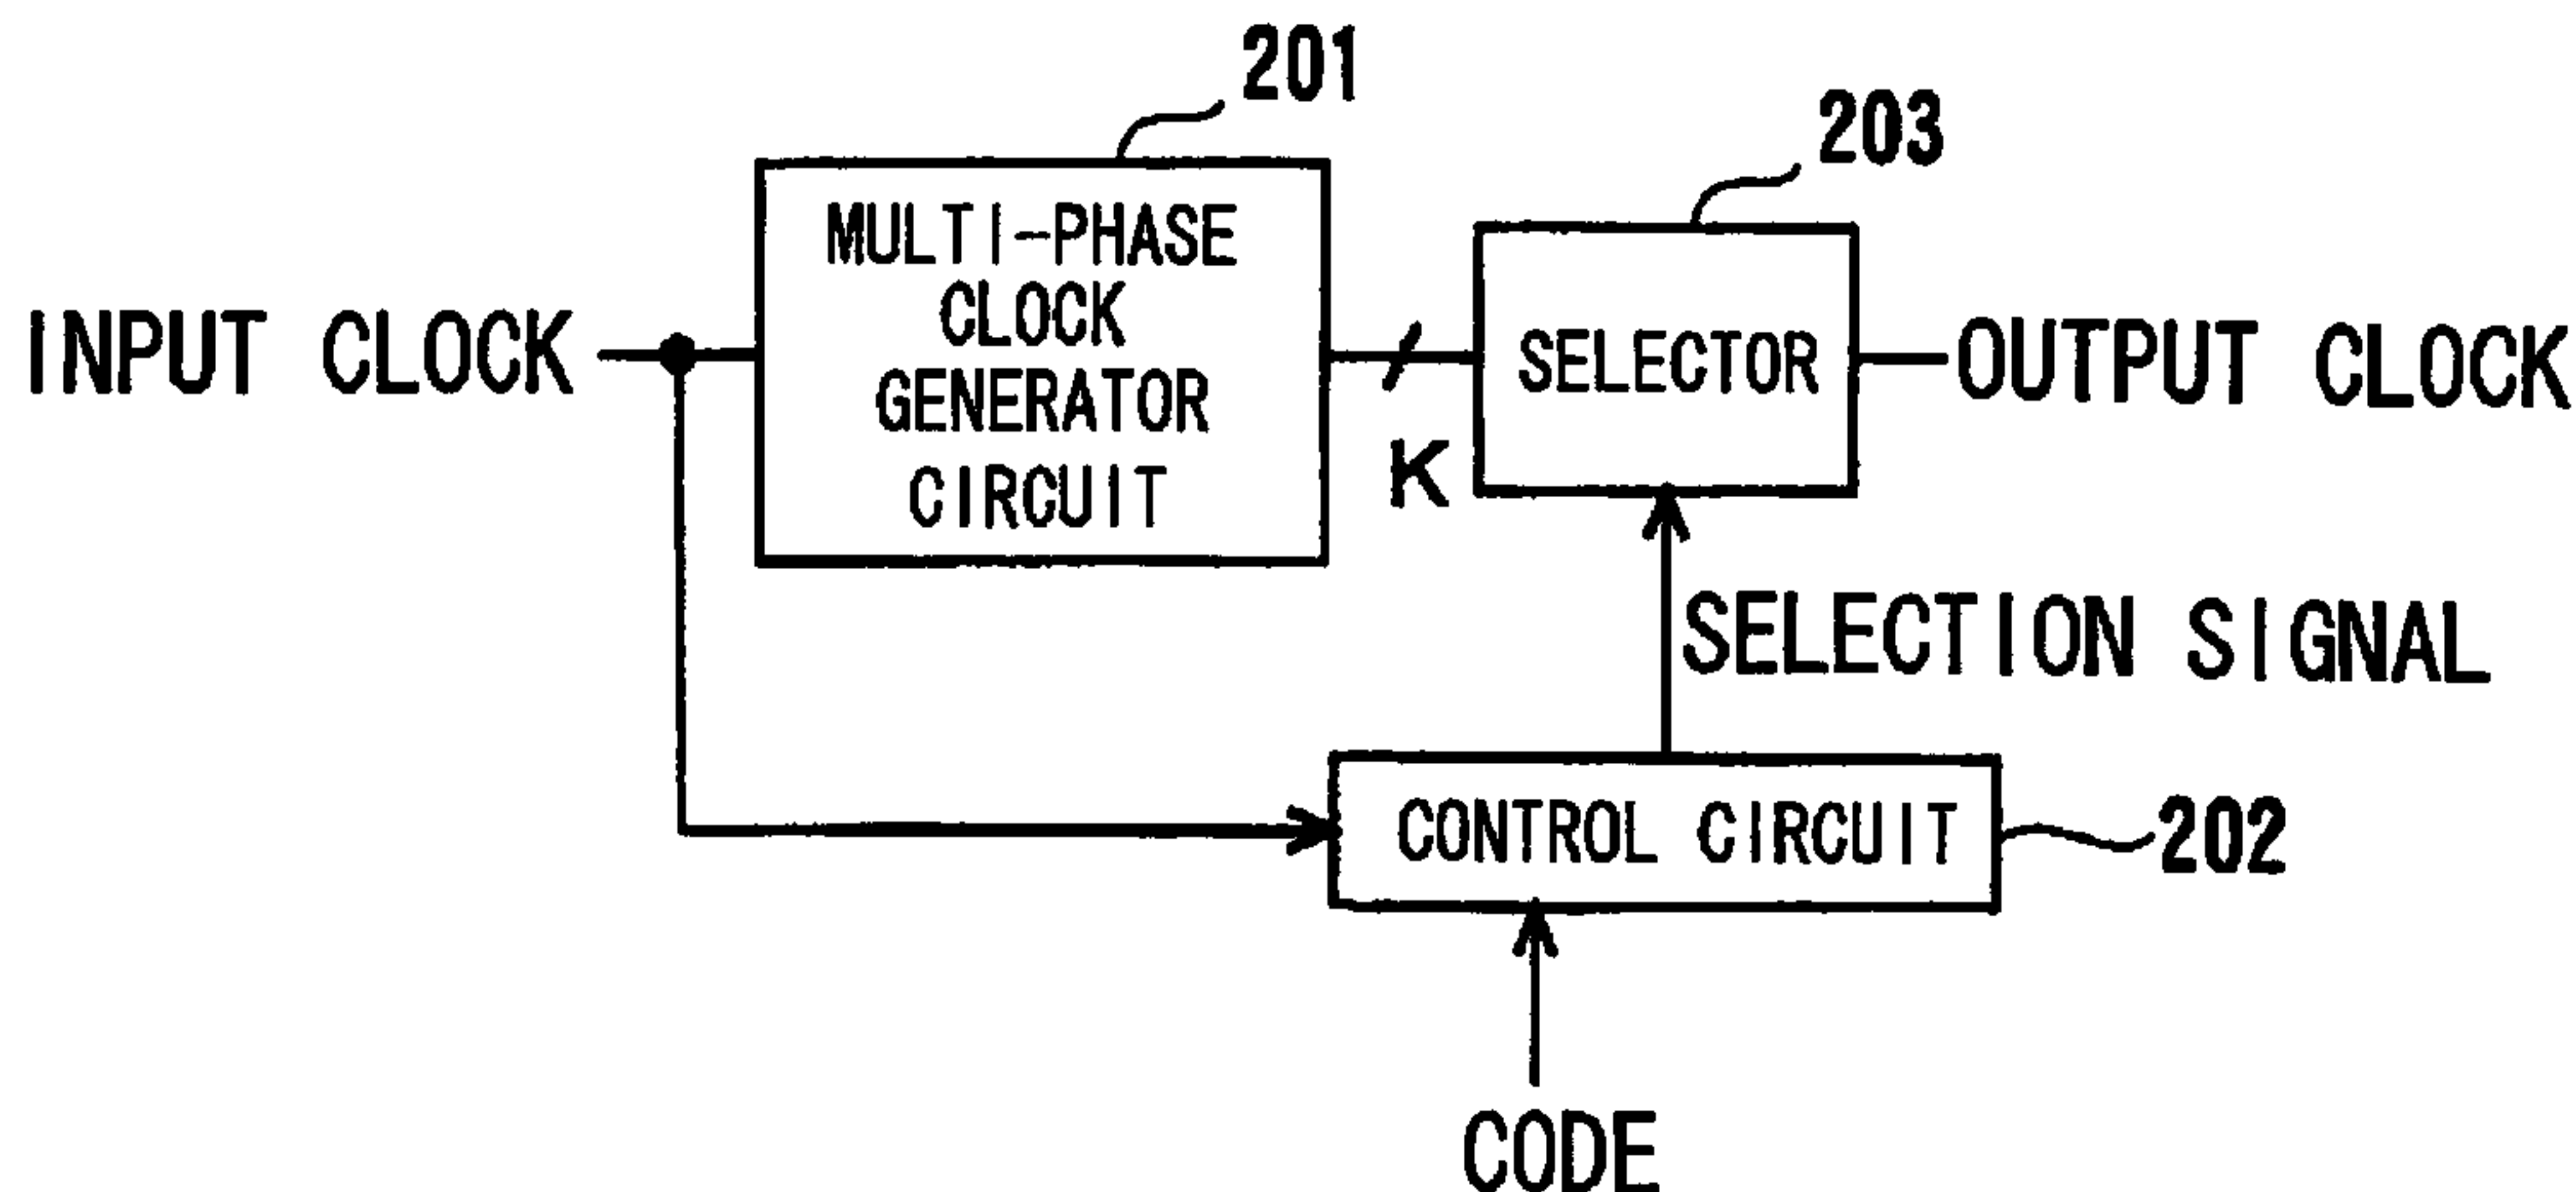 201
203
MULTI-PHASE
CLOCK
GENERATOR
CIRCUIT
INPUT CLOCK
SELECTOR
OUTPUT CLOCK
K
SELECTION SIGNAL
CONTROL CIRCUIT
202
CODE